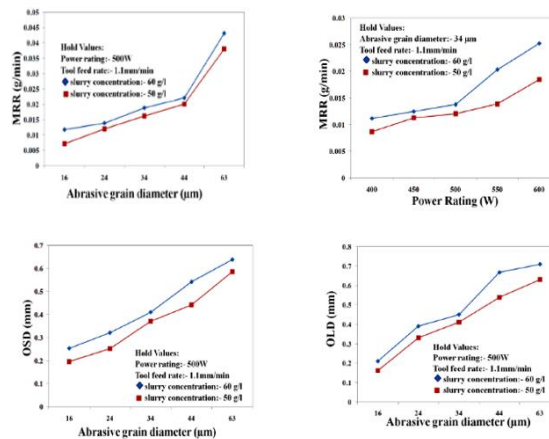 0.05
0.045
0.04
0.035
0.03
0.025
0.02
0.015
0.01
0.005
0
MRR (g/min)
Hold Values:
Power rating:- 500W
Tool feed rate:- 1.1mm/min
slurry concentration:- 60 g/l
slurry concentration:- 50 g/l
16 24 34 44 63
Abrasive grain diameter (µm)
0.03
0.025
0.02
0.015
0.01
0.005
0
MRR (g/min)
Hold Values:
Abrasive grain diameter:- 34 µm
Tool feed rate:- 1.1mm/min
slurry concentration:- 60 g/l
slurry concentration:- 50 g/l
400 450 500 550 600
Power Rating (W)
0.7
0.6
0.5
0.4
0.3
0.2
0.1
0
OSD (mm)
Hold Values:
Power rating:- 500W
Tool feed rate:- 1.1mm/min
slurry concentration:- 60 g/l
slurry concentration:- 50 g/l
16 24 34 44 63
Abrasive grain diameter (µm)
0.8
0.7
0.6
0.5
0.4
0.3
0.2
0.1
0
OLD (mm)
Hold Values:
Power rating:- 500W
Tool feed rate:- 1.1mm/min
slurry concentration:- 60 g/l
slurry concentration:- 50 g/l
16 24 34 44 63
Abrasive grain diameter (µm)